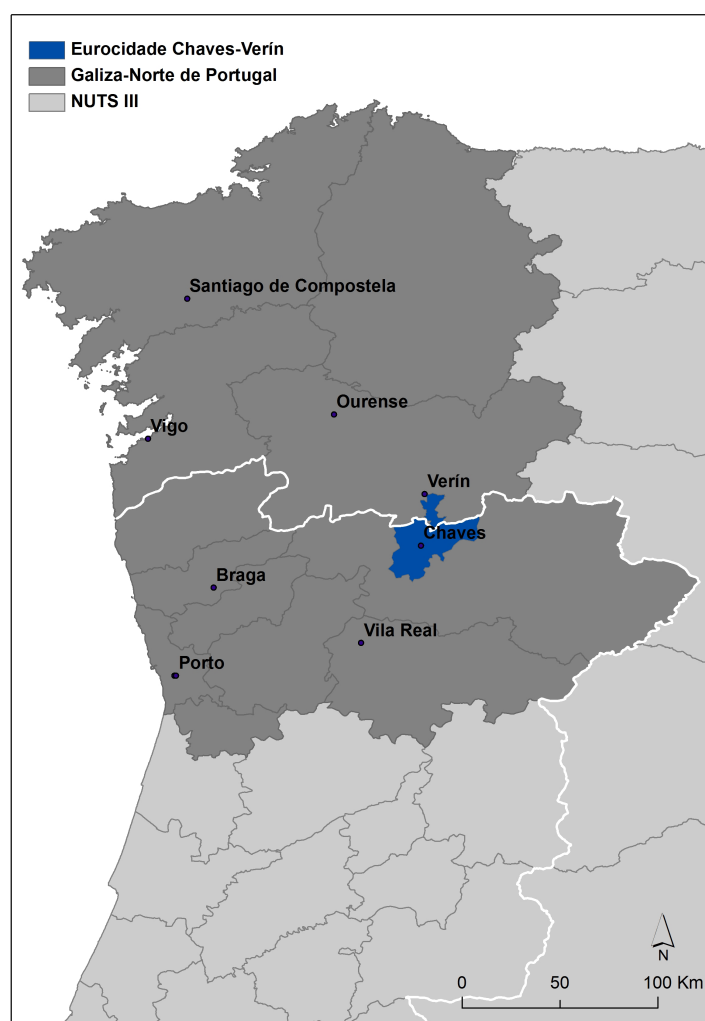 Eurocidade Chaves-Verín
Galiza-Norte de Portugal
NUTS III
Santiago de Compostela
Ourense
Vigo
Verín
Chaves
Braga
Vila Real
Porto
N
0 50 100 Km